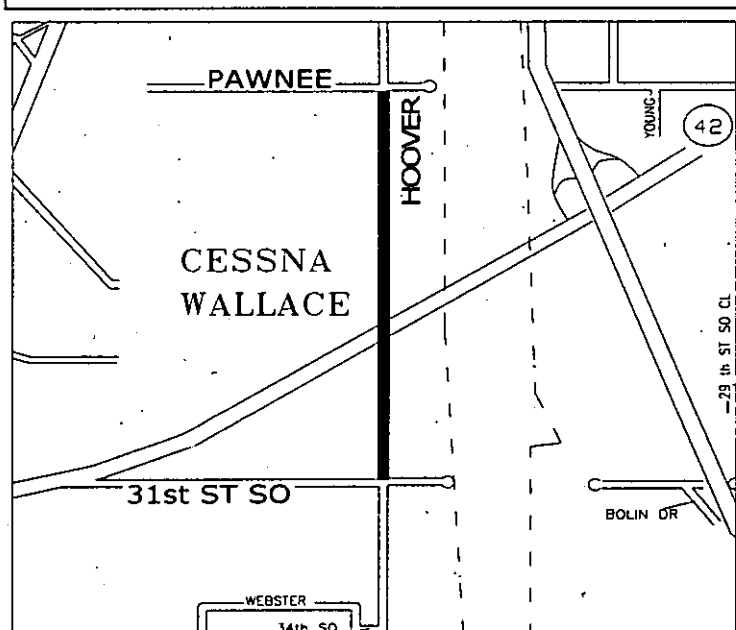 PAWNEE
HOOVER
YOUNG
42
CESSNA
WALLACE
29 th ST SO CL
31st ST SO
BOLIN DR
WEBSTER
34th SO